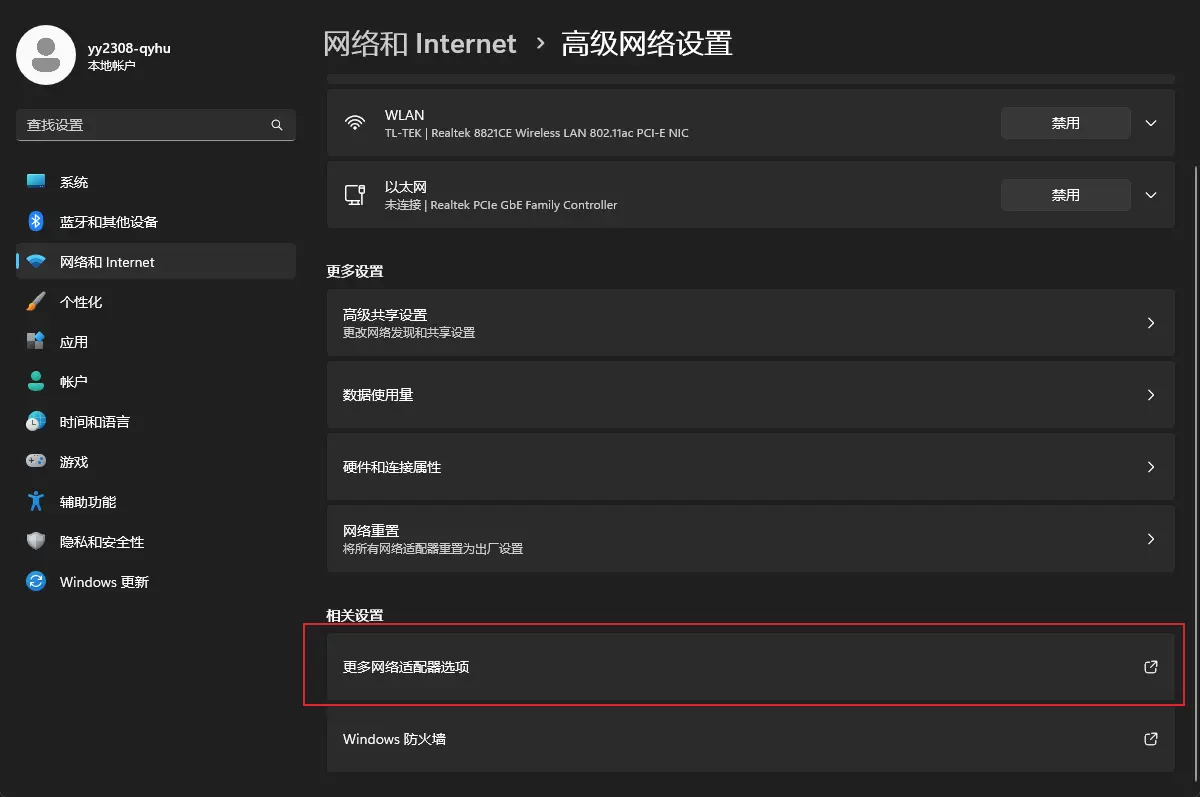 yy2308-qyhu
本地帐户
查找设置
系统
蓝牙和其他设备
网络和 Internet
个性化
应用
帐户
时间和语言
游戏
辅助功能
隐私和安全性
Windows 更新
网络和 Internet › 高级网络设置
WLAN
TL-TEK | Realtek 8821CE Wireless LAN 802.11ac PCI-E NIC
禁用
以太网
未连接 | Realtek PCIe GbE Family Controller
禁用
更多设置
高级共享设置
更改网络发现和共享设置
数据使用量
硬件和连接属性
网络重置
将所有网络适配器重置为出厂设置
相关设置
更多网络适配器选项
Windows 防火墙